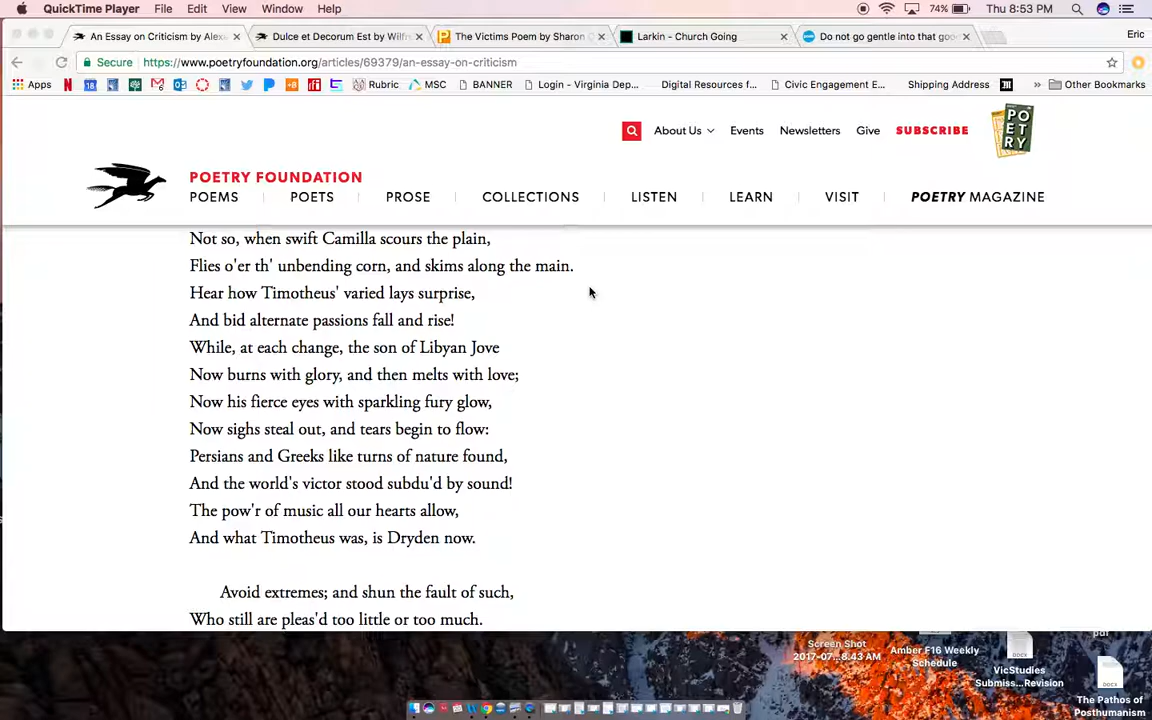 QuickTime Player File Edit View Window Help 74% Thu 8:53 PM
An Essay on Criticism by Alex Dulce et Decorum Est by Wilfr The Victims Poem by Sharon Larkin - Church Going Do not go gentle into that goo Eric
Secure https://www.poetryfoundation.org/articles/69379/an-essay-on-criticism
Apps Rubric MSC BANNER Login - Virginia Dep... Digital Resources f... Civic Engagement E... Shipping Address » Other Bookmarks
About Us Events Newsletters Give SUBSCRIBE
POETRY
POETRY FOUNDATION
POEMS POETS PROSE COLLECTIONS LISTEN LEARN VISIT POETRY MAGAZINE
Not so, when swift Camilla scours the plain,
Flies o'er th' unbending corn, and skims along the main.
Hear how Timotheus' varied lays surprise,
And bid alternate passions fall and rise!
While, at each change, the son of Libyan Jove
Now burns with glory, and then melts with love;
Now his fierce eyes with sparkling fury glow,
Now sighs steal out, and tears begin to flow:
Persians and Greeks like turns of nature found,
And the world's victor stood subdu'd by sound!
The pow'r of music all our hearts allow,
And what Timotheus was, is Dryden now.
Avoid extremes; and shun the fault of such,
Who still are pleas'd too little or too much.
pdf
Screen Shot
2017-07...8:43 AM
Amber F16 Weekly
Schedule
VicStudies
Submiss...Revision
The Pathos of
Posthumanism